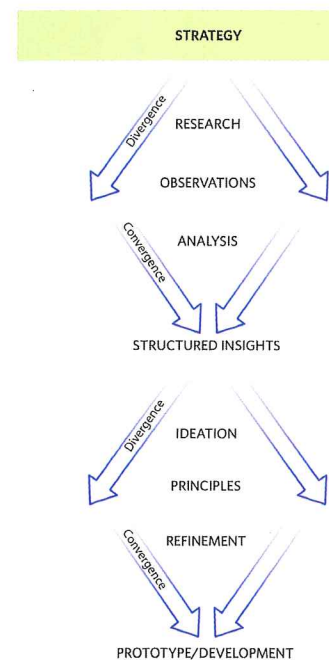 STRATEGY
Divergence
RESEARCH
OBSERVATIONS
Convergence
ANALYSIS
STRUCTURED INSIGHTS
Divergence
IDEATION
PRINCIPLES
Convergence
REFINEMENT
PROTOTYPE/DEVELOPMENT